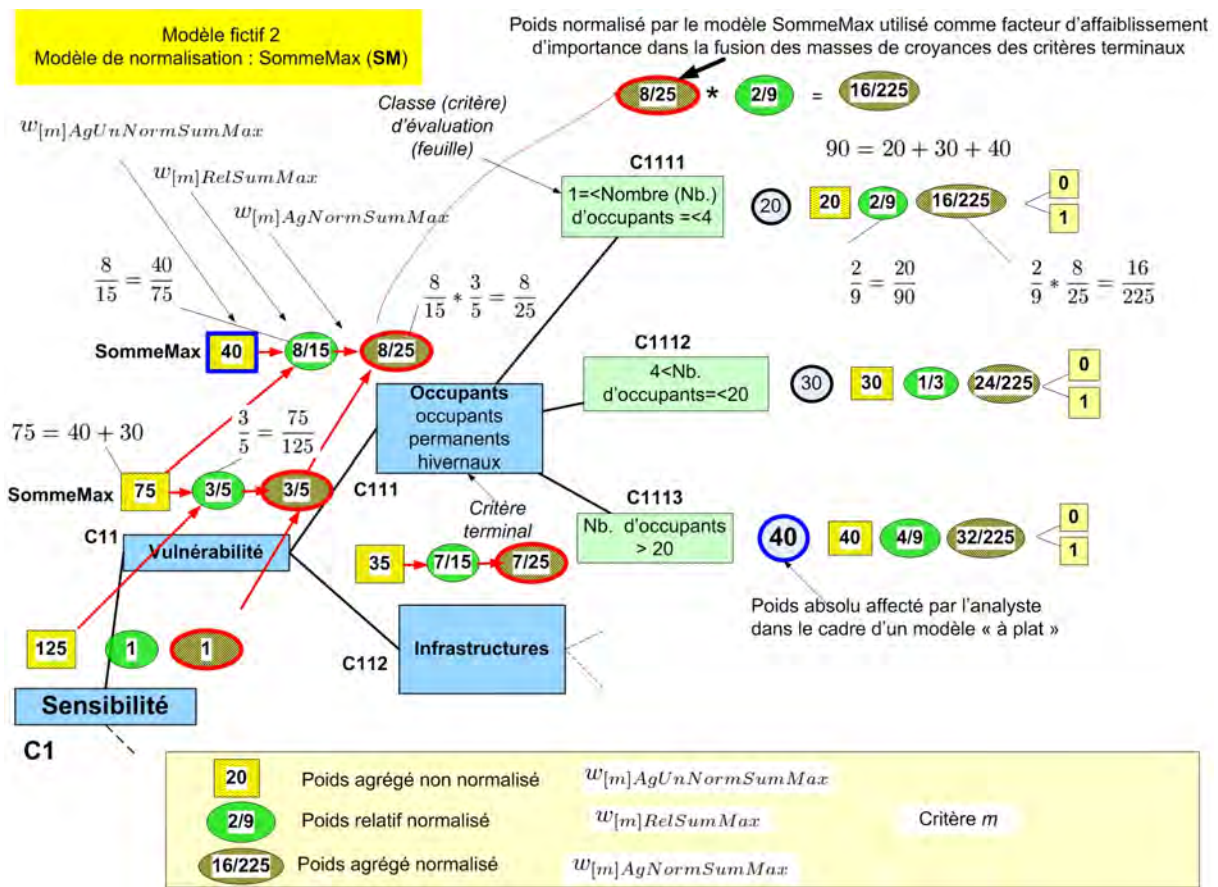 Modèle fictif 2
Modèle de normalisation : SommeMax (SM)
Poids normalisé par le modèle SommeMax utilisé comme facteur d'affaiblissement
d'importance dans la fusion des masses de croyances des critères terminaux
8/25 * 2/9 = 16/225
Classe (critère)
d'évaluation
(feuille)
w[m]AgUnNormSumMax
w[m]RelSumMax
w[m]AgNormSumMax
90 = 20 + 30 + 40
C1111
1=<Nombre (Nb.)
d'occupants =<4
20 20 2/9 16/225 0
1
2/9 = 20/90
2/9 * 8/25 = 16/225
8/15 = 40/75
8/15 * 3/5 = 8/25
SommeMax 40 8/15 8/25
C1112
4<Nb.
d'occupants=<20
30 30 1/3 24/225 0
1
Occupants
occupants
permanents
hivernaux
C111
75 = 40 + 30
3/5 = 75/125
SommeMax 75 3/5 3/5
C1113
Nb. d'occupants
> 20
40 40 4/9 32/225 0
1
Critère
terminal
C11
Vulnérabilité
35 7/15 7/25
Poids absolu affecté par l'analyste
dans le cadre d'un modèle « à plat »
125 1 1
C112
Infrastructures
Sensibilité
C1
20 Poids agrégé non normalisé w[m]AgUnNormSumMax
2/9 Poids relatif normalisé w[m]RelSumMax Critère m
16/225 Poids agrégé normalisé w[m]AgNormSumMax